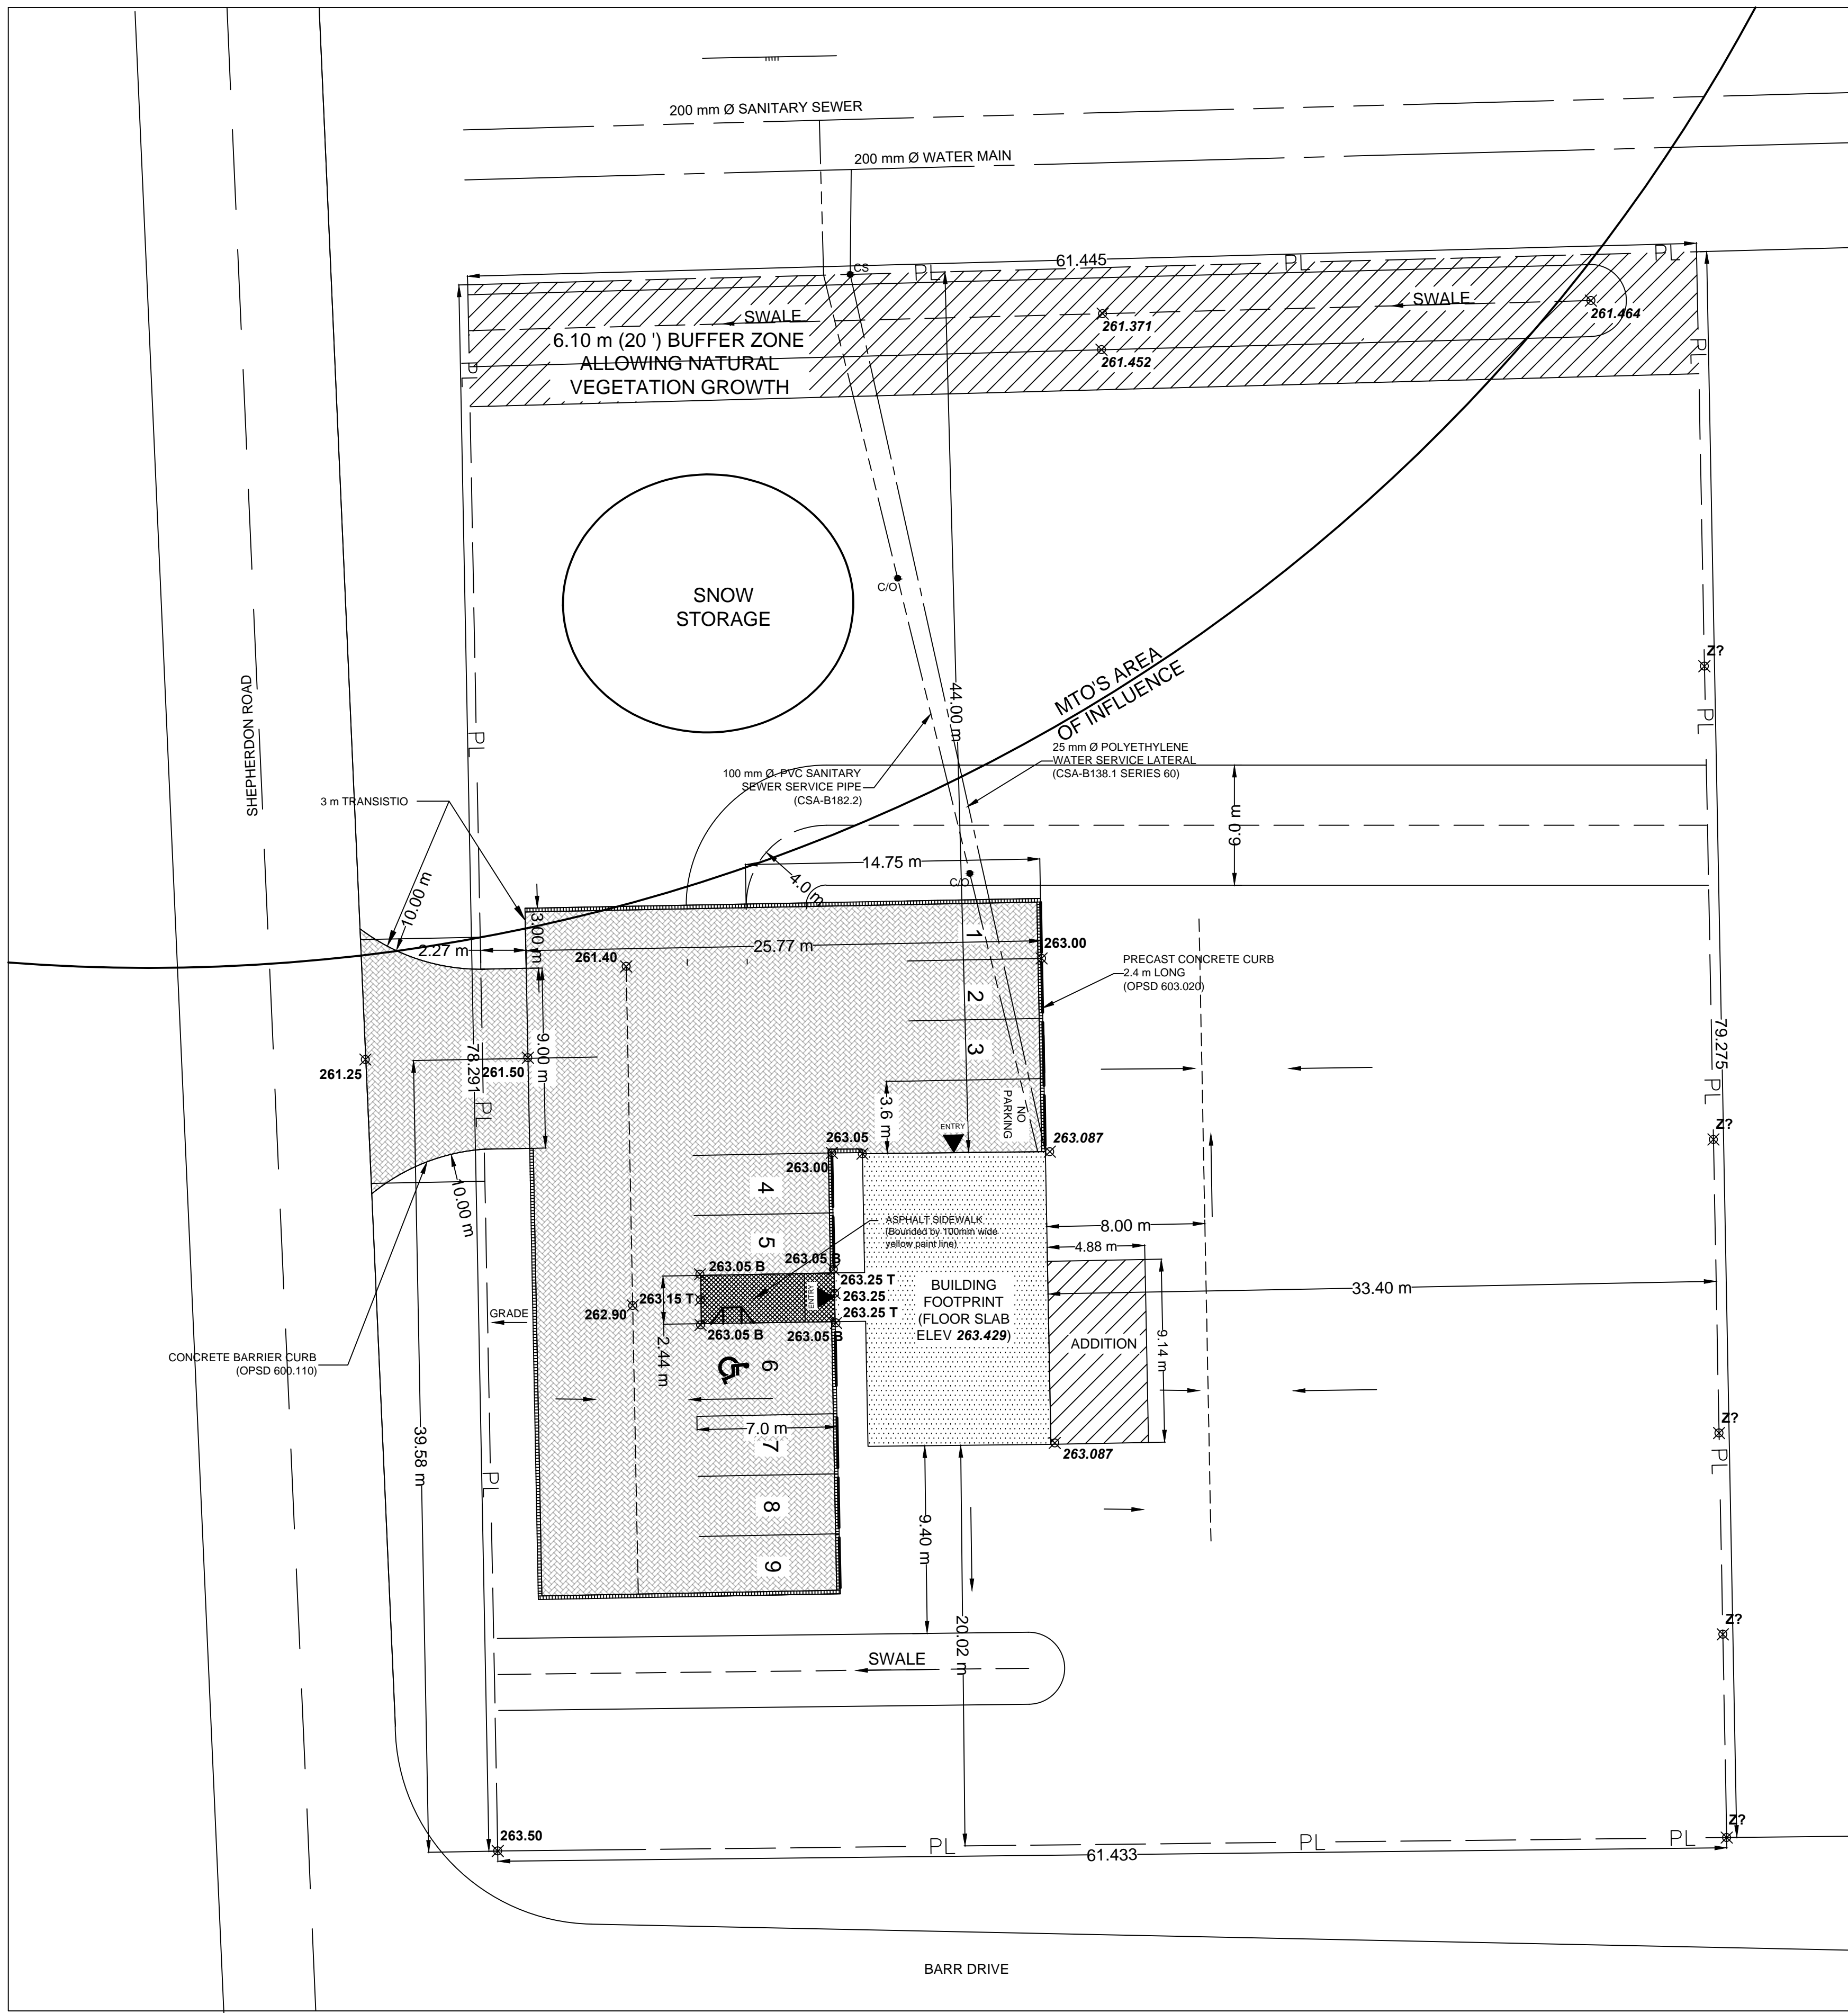 200 mm Ø SANITARY SEWER
200 mm Ø WATER MAIN
CS
PL
61.445
PL
PL
SWALE
SWALE
261.371
261.464
261.452
6.10 m (20 ') BUFFER ZONE
ALLOWING NATURAL
VEGETATION GROWTH
PL
PL
SNOW
STORAGE
C/O
SHEPHERDON ROAD
44.00 m
MTO'S AREA
OF INFLUENCE
Z?
PL
PL
25 mm Ø POLYETHYLENE
WATER SERVICE LATERAL
(CSA-B138.1 SERIES 60)
100 mm Ø. PVC SANITARY
SEWER SERVICE PIPE
(CSA-B182.2)
3 m TRANSISTIO
6.0 m
14.75 m
4.0 m
C/O
10.00 m
3.00 m
2.27 m
25.77 m
261.40
1
263.00
PRECAST CONCRETE CURB
2.4 m LONG
(OPSD 603.020)
2
3
9.00 m
78.291
261.25
261.50
79.275
PL
PL
3.6 m
NO
PARKING
ENTRY
263.05
263.00
263.087
Z?
10.00 m
4
5
ASPHALT SIDEWALK
(Bounded by 100mm wide
yellow paint line)
8.00 m
4.88 m
263.05 B
263.05 B
263.25 T
263.25
263.25 T
263.15 T
ENTRY
262.90
263.05 B
263.05 B
GRADE
2.44 m
BUILDING
FOOTPRINT
(FLOOR SLAB
ELEV 263.429)
33.40 m
ADDITION
9.14 m
CONCRETE BARRIER CURB
(OPSD 600.110)
6
7.0 m
7
8
9
39.58 m
PL
263.087
Z?
PL
9.40 m
20.02 m
SWALE
Z?
263.50
Z?
PL
PL
PL
61.433
BARR DRIVE